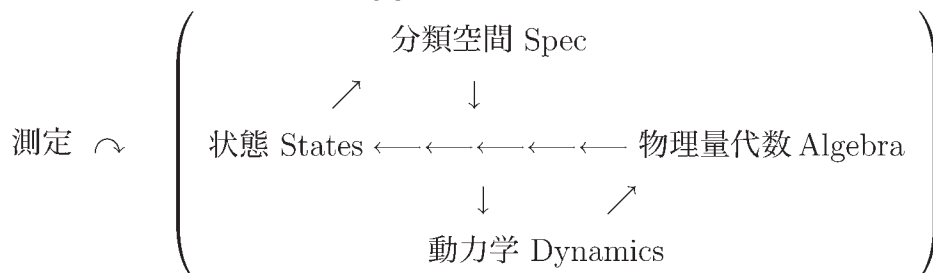 分類空間 Spec
↗ ↓
測定 ↷ 状態 States ←←←←← 物理量代数 Algebra
↓ ↗
動力学 Dynamics